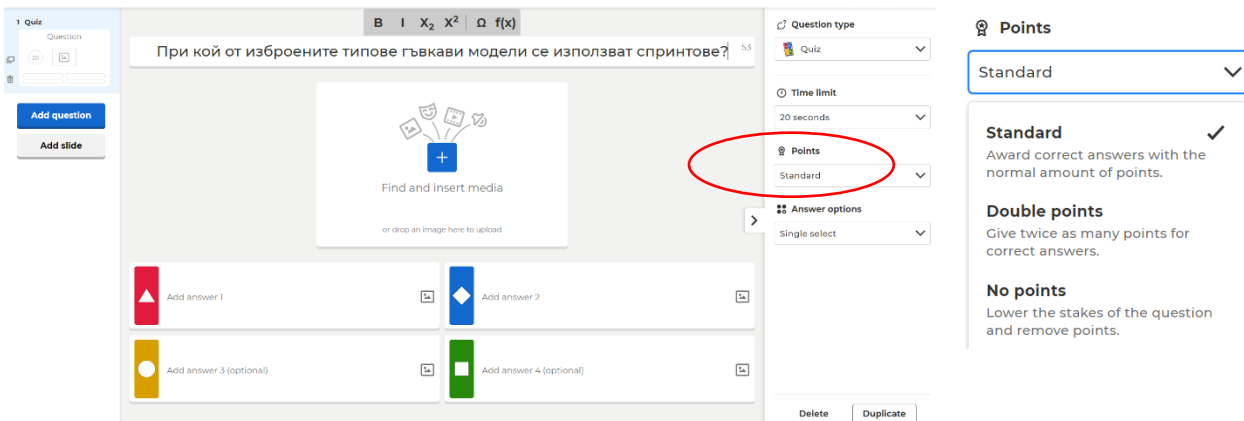 1 Quiz
Question
20
Add question
Add slide
B I X₂ X² Ω f(x)
При кой от изброените типове гъвкави модели се използват спринтове?
53
Find and insert media
or drop an image here to upload
Add answer 1
Add answer 2
Add answer 3 (optional)
Add answer 4 (optional)
Question type
Quiz
Time limit
20 seconds
Points
Standard
Answer options
Single select
Delete
Duplicate
Points
Standard
Standard
Award correct answers with the
normal amount of points.
Double points
Give twice as many points for
correct answers.
No points
Lower the stakes of the question
and remove points.